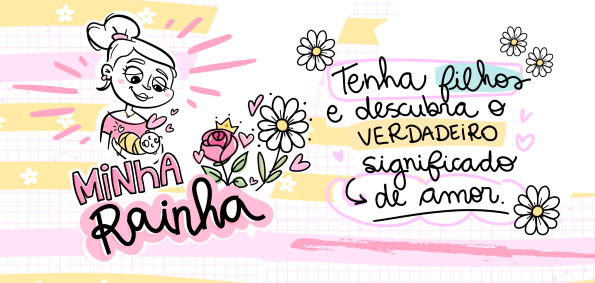 MiNHA
Rainha
Tenha filhos
e descubra o
VERDADEiRO
significado
de amor.